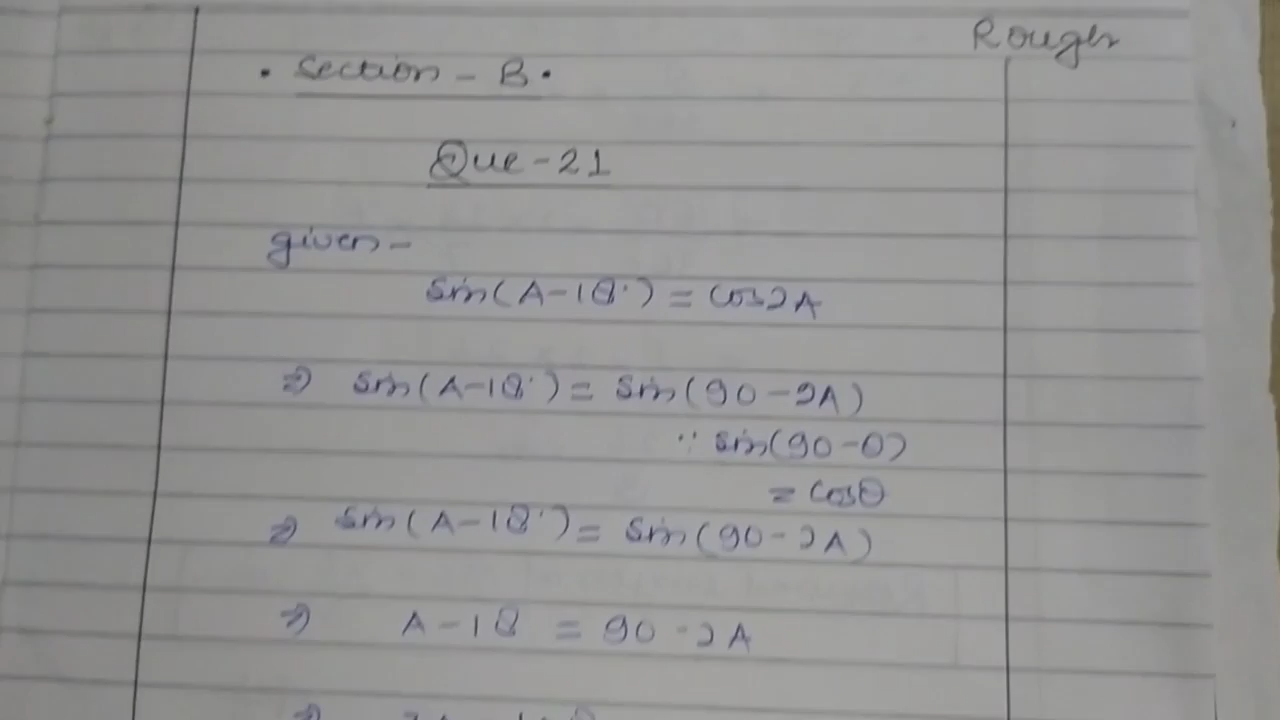 Rough
• Section - B •
Que - 21
given -
sin(A-18°) = cos2A
⇒ sin(A-18°) = sin(90-2A)
∵ sin(90-θ)
= cosθ
⇒ sin(A-18°) = sin(90-2A)
⇒ A-18 = 90-2A